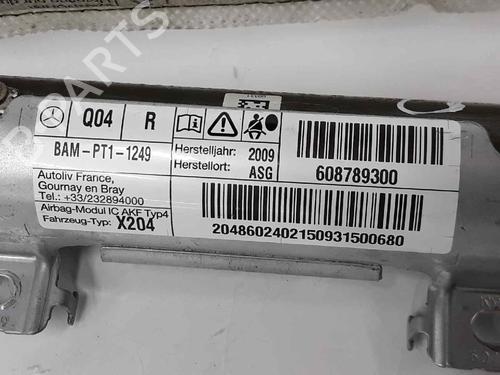 Q04 R
BAM-PT1-1249
Herstelljahr: 2009
Herstellort: ASG
608789300
Autoliv France,
Gournay en Bray
Tel.: +33/232894000
Airbag-Modul IC AKF Typ4
Fahrzeug-Typ: X204
2048602402150931500680
PARTS